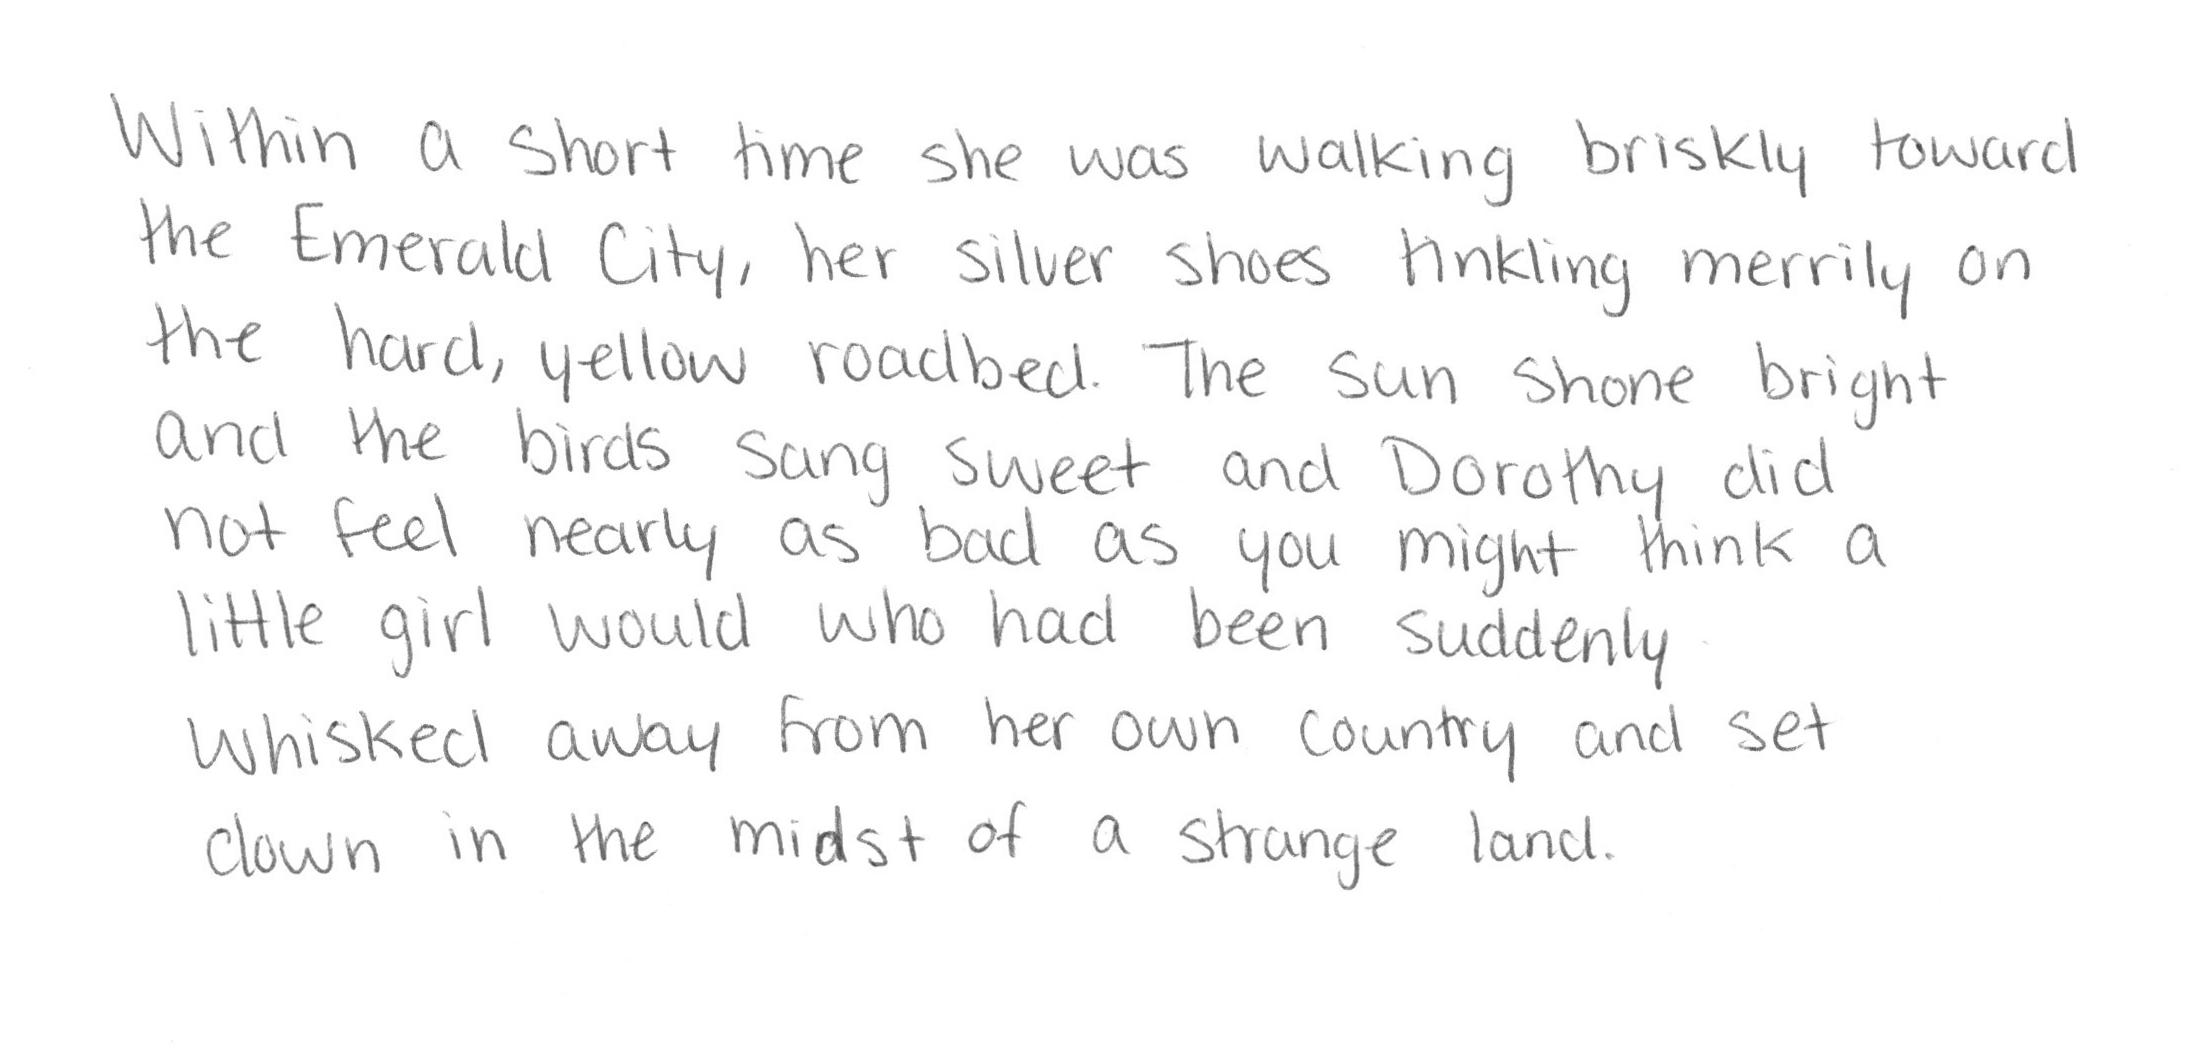 Within a short time she was walking briskly toward
the Emerald City, her silver shoes tinkling merrily on
the hard, yellow roadbed. The sun shone bright
and the birds sang sweet and Dorothy did
not feel nearly as bad as you might think a
little girl would who had been suddenly
whisked away from her own country and set
down in the midst of a strange land.